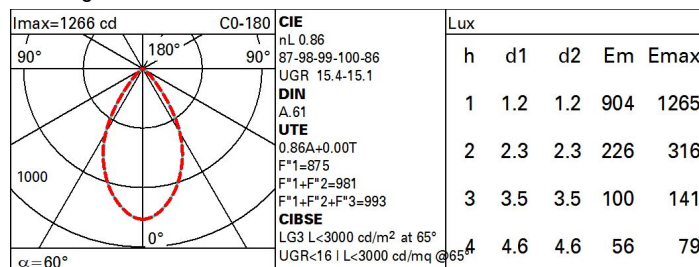 Imax=1266 cd C0-180
90° 180° 90°
1000
0°
α=60°
CIE
nL 0.86
87-98-99-100-86
UGR 15.4-15.1
DIN
A.61
UTE
0.86A+0.00T
F"1=875
F"1+F"2=981
F"1+F"2+F"3=993
CIBSE
LG3 L<3000 cd/m² at 65°
UGR<16 | L<3000 cd/mq @65°
Lux
h d1 d2 Em Emax
1 1.2 1.2 904 1265
2 2.3 2.3 226 316
3 3.5 3.5 100 141
4 4.6 4.6 56 79